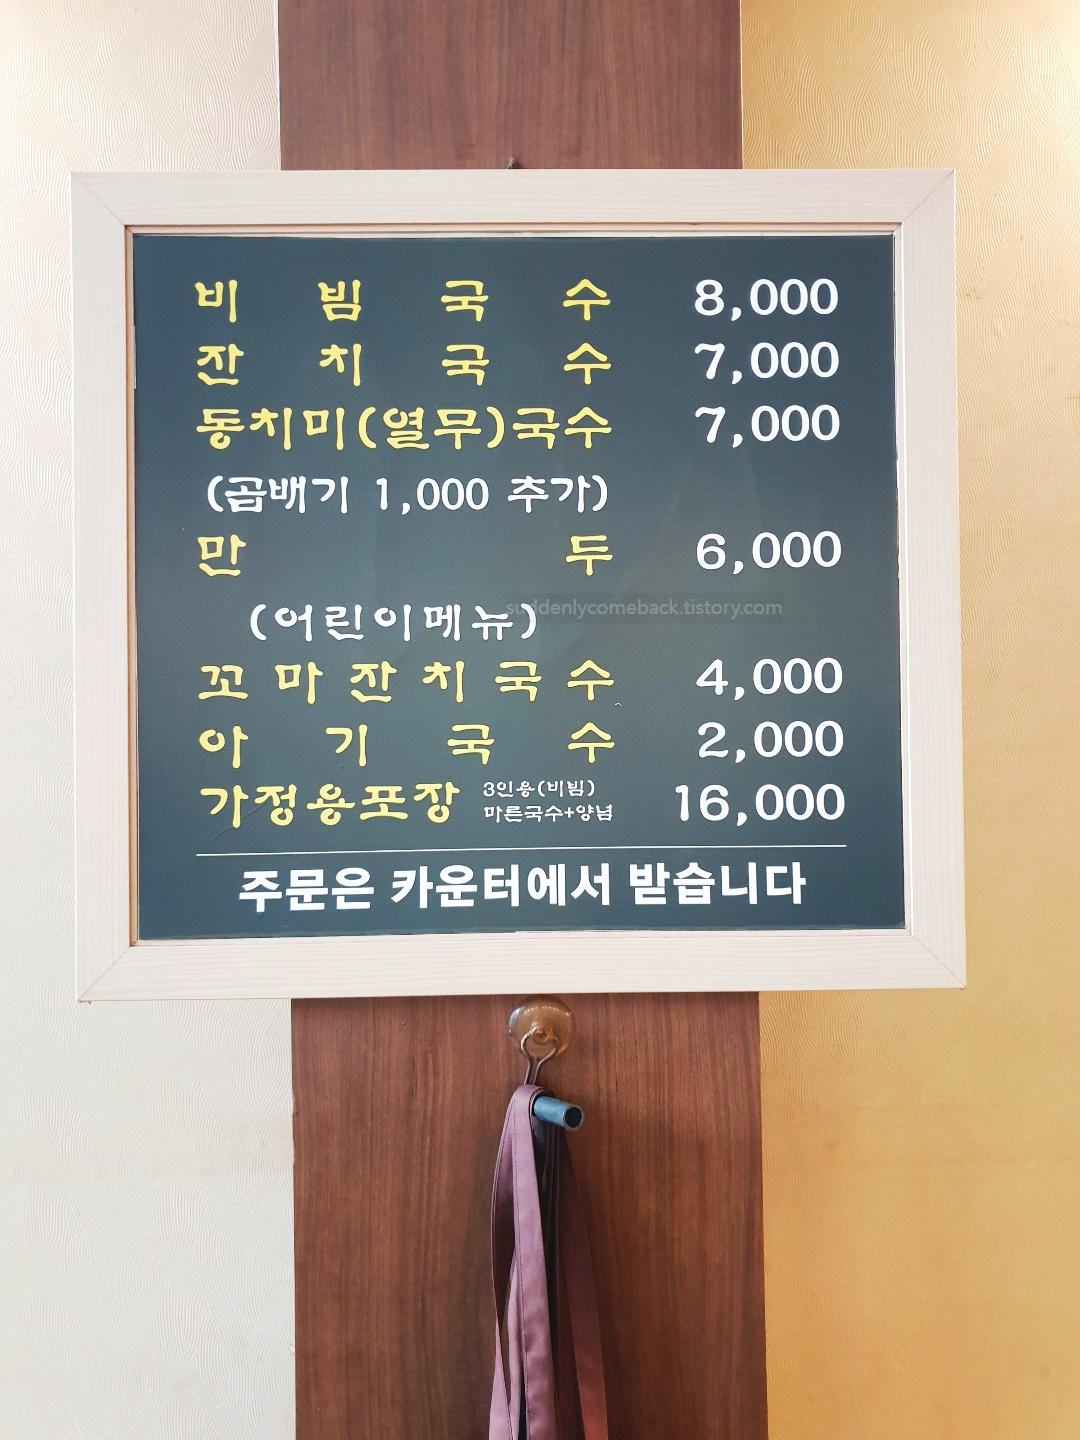 비빔국수 8,000
잔치국수 7,000
동치미(열무)국수 7,000
(곱배기 1,000 추가)
만두 6,000
suddenlycomeback.tistory.com
(어린이메뉴)
꼬마잔치국수 4,000
아기국수 2,000
가정용포장 3인용(비빔) 16,000
마른국수+양념
주문은 카운터에서 받습니다